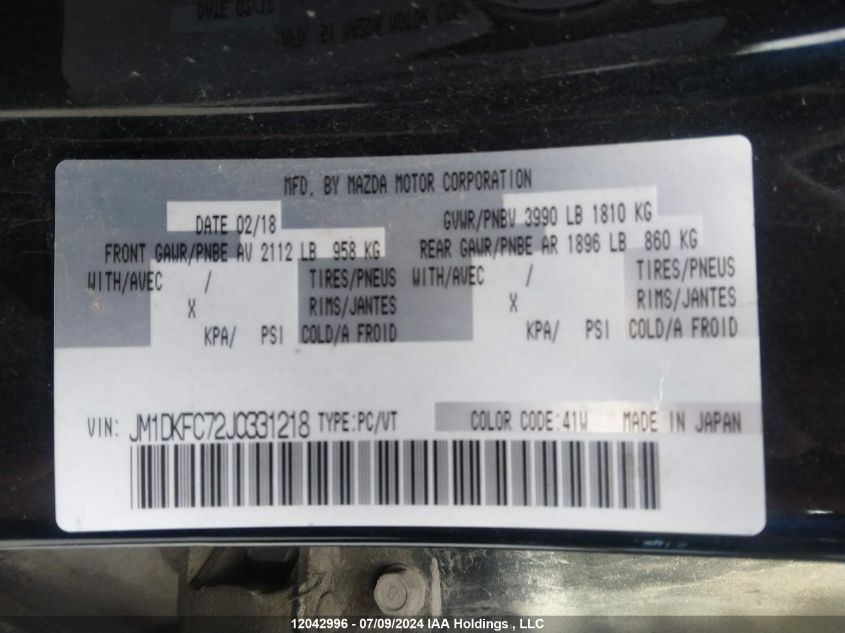 MFD. BY MAZDA MOTOR CORPORATION
DATE 02/18 GVWR/PNBV 3990 LB 1810 KG
FRONT GAWR/PNBE AV 2112 LB 958 KG REAR GAWR/PNBE AR 1896 LB 860 KG
WITH/AVEC / TIRES/PNEUS WITH/AVEC / TIRES/PNEUS
X RIMS/JANTES X RIMS/JANTES
KPA/ PSI COLD/A FROID KPA/ PSI COLD/A FROID
VIN: JM1DKFC72J0331218 TYPE:PC/VT COLOR CODE:41W MADE IN JAPAN
12042996 - 07/09/2024 IAA Holdings , LLC